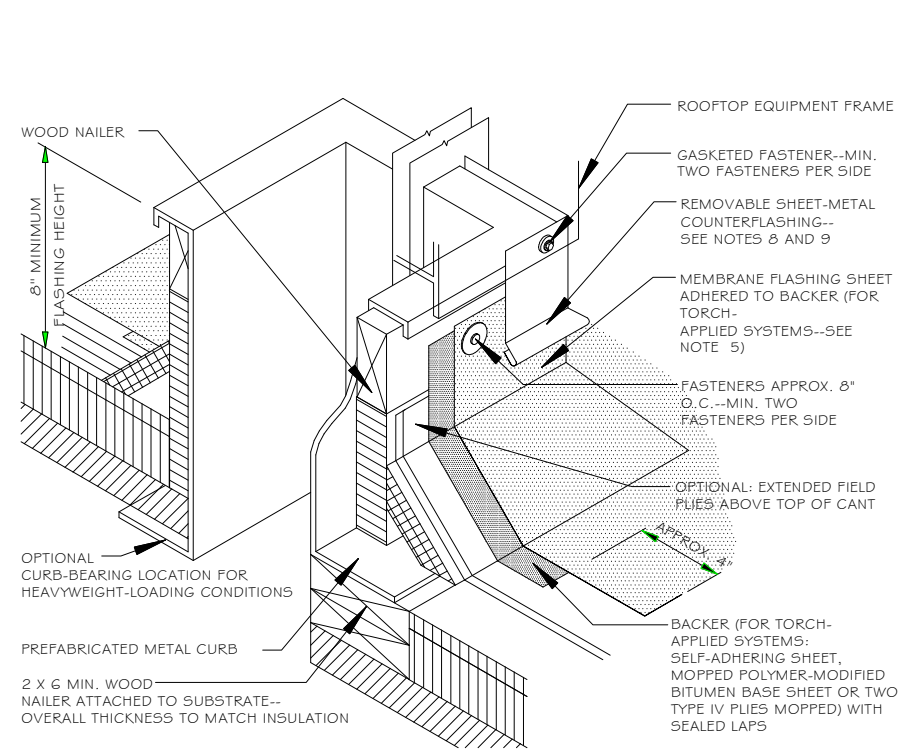 WOOD NAILER
8" MINIMUM
FLASHING HEIGHT
OPTIONAL
CURB-BEARING LOCATION FOR
HEAVYWEIGHT-LOADING CONDITIONS
PREFABRICATED METAL CURB
2 X 6 MIN. WOOD
NAILER ATTACHED TO SUBSTRATE--
OVERALL THICKNESS TO MATCH INSULATION
ROOFTOP EQUIPMENT FRAME
GASKETED FASTENER--MIN.
TWO FASTENERS PER SIDE
REMOVABLE SHEET-METAL
COUNTERFLASHING--
SEE NOTES 8 AND 9
MEMBRANE FLASHING SHEET
ADHERED TO BACKER (FOR
TORCH-
APPLIED SYSTEMS--SEE
NOTE 5)
FASTENERS APPROX. 8"
O.C.--MIN. TWO
FASTENERS PER SIDE
OPTIONAL: EXTENDED FIELD
PLIES ABOVE TOP OF CANT
APPROX. 4"
BACKER (FOR TORCH-
APPLIED SYSTEMS:
SELF-ADHERING SHEET,
MOPPED POLYMER-MODIFIED
BITUMEN BASE SHEET OR TWO
TYPE IV PLIES MOPPED) WITH
SEALED LAPS